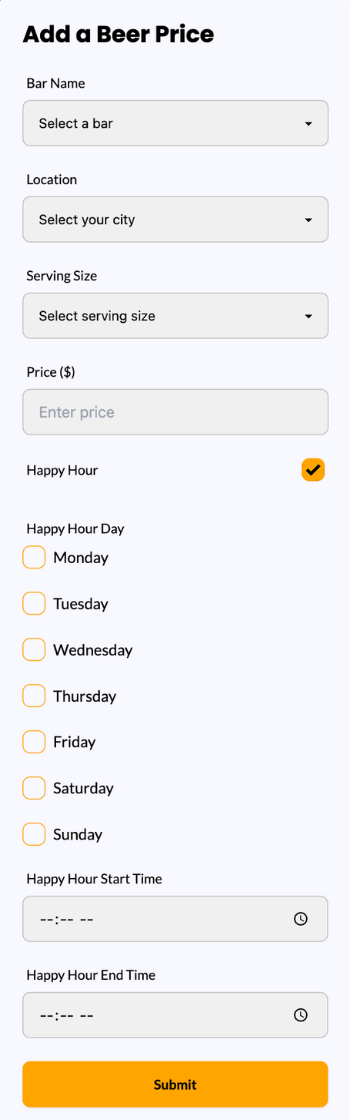 Add a Beer Price
Bar Name
Select a bar
Location
Select your city
Serving Size
Select serving size
Price ($)
Enter price
Happy Hour
Happy Hour Day
Monday
Tuesday
Wednesday
Thursday
Friday
Saturday
Sunday
Happy Hour Start Time
--:-- --
Happy Hour End Time
--:-- --
Submit